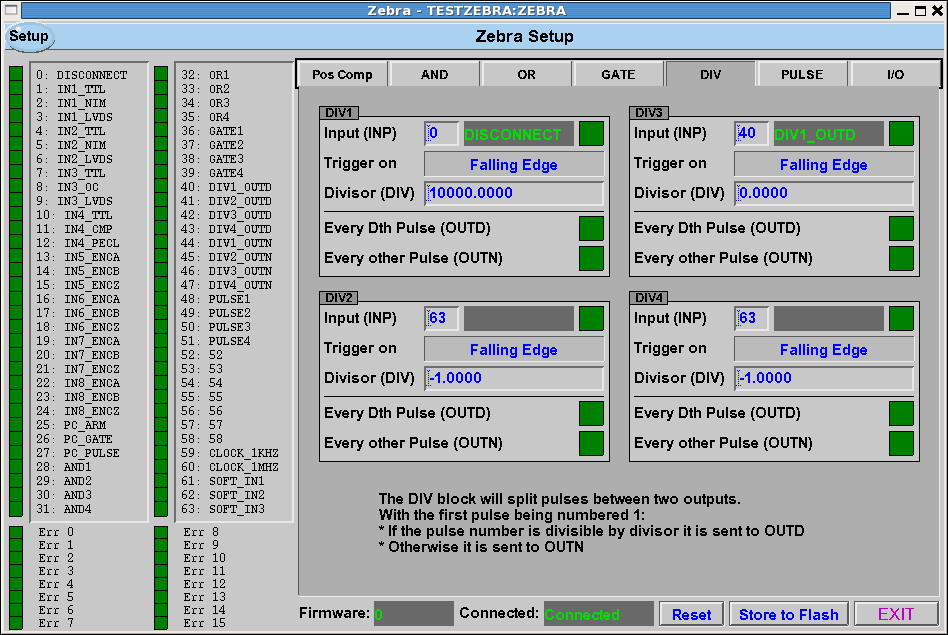 Zebra - TESTZEBRA:ZEBRA
Setup
Zebra Setup
0: DISCONNECT
1: IN1_TTL
2: IN1_NIM
3: IN1_LVDS
4: IN2_TTL
5: IN2_NIM
6: IN2_LVDS
7: IN3_TTL
8: IN3_OC
9: IN3_LVDS
10: IN4_TTL
11: IN4_CMP
12: IN4_PECL
13: IN5_ENCA
14: IN5_ENCB
15: IN5_ENCZ
16: IN6_ENCA
17: IN6_ENCB
18: IN6_ENCZ
19: IN7_ENCA
20: IN7_ENCB
21: IN7_ENCZ
22: IN8_ENCA
23: IN8_ENCB
24: IN8_ENCZ
25: PC_ARM
26: PC_GATE
27: PC_PULSE
28: AND1
29: AND2
30: AND3
31: AND4
Err 0
Err 1
Err 2
Err 3
Err 4
Err 5
Err 6
Err 7
32: OR1
33: OR2
34: OR3
35: OR4
36: GATE1
37: GATE2
38: GATE3
39: GATE4
40: DIV1_OUTD
41: DIV2_OUTD
42: DIV3_OUTD
43: DIV4_OUTD
44: DIV1_OUTN
45: DIV2_OUTN
46: DIV3_OUTN
47: DIV4_OUTN
48: PULSE1
49: PULSE2
50: PULSE3
51: PULSE4
52: 52
53: 53
54: 54
55: 55
56: 56
57: 57
58: 58
59: CLOCK_1KHZ
60: CLOCK_1MHZ
61: SOFT_IN1
62: SOFT_IN2
63: SOFT_IN3
Err 8
Err 9
Err 10
Err 11
Err 12
Err 13
Err 14
Err 15
Pos Comp AND OR GATE DIV PULSE I/O
DIV1
Input (INP) 0 DISCONNECT
Trigger on Falling Edge
Divisor (DIV) 10000.0000
Every Dth Pulse (OUTD)
Every other Pulse (OUTN)
DIV3
Input (INP) 40 DIV1_OUTD
Trigger on Falling Edge
Divisor (DIV) 0.0000
Every Dth Pulse (OUTD)
Every other Pulse (OUTN)
DIV2
Input (INP) 63
Trigger on Falling Edge
Divisor (DIV) -1.0000
Every Dth Pulse (OUTD)
Every other Pulse (OUTN)
DIV4
Input (INP) 63
Trigger on Falling Edge
Divisor (DIV) -1.0000
Every Dth Pulse (OUTD)
Every other Pulse (OUTN)
The DIV block will split pulses between two outputs.
With the first pulse being numbered 1:
* If the pulse number is divisible by divisor it is sent to OUTD
* Otherwise it is sent to OUTN
Firmware: 0 Connected: Connected Reset Store to Flash EXIT